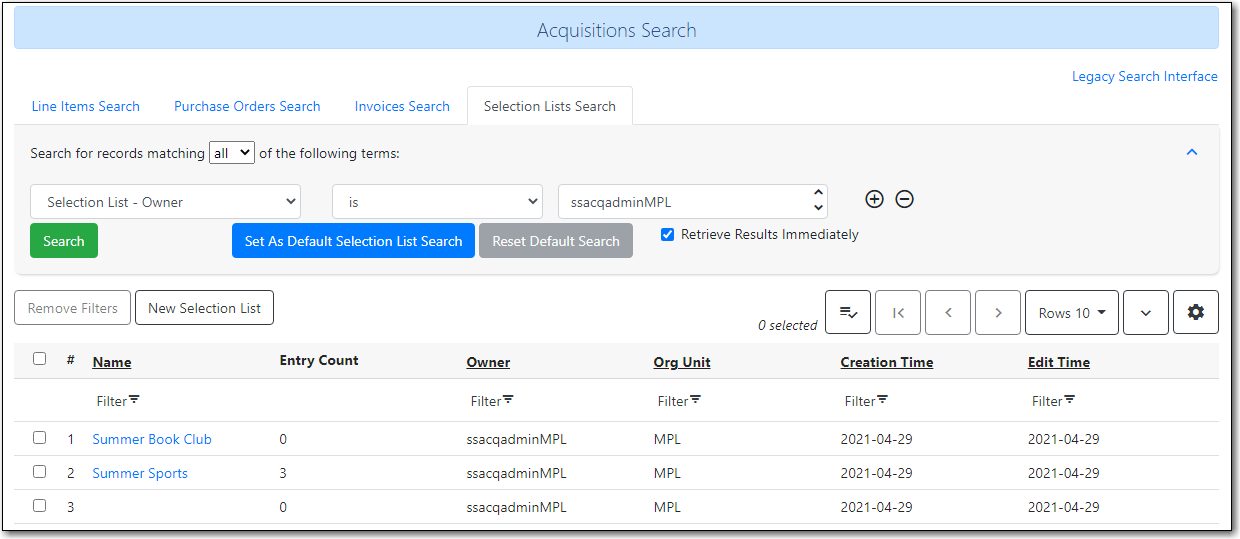 Acquisitions Search
Legacy Search Interface
Line Items Search Purchase Orders Search Invoices Search Selection Lists Search
Search for records matching all of the following terms:
Selection List - Owner is ssacqadminMPL
Search Set As Default Selection List Search Reset Default Search Retrieve Results Immediately
Remove Filters New Selection List 0 selected Rows 10
# Name Entry Count Owner Org Unit Creation Time Edit Time
Filter Filter Filter Filter Filter
1 Summer Book Club 0 ssacqadminMPL MPL 2021-04-29 2021-04-29
2 Summer Sports 3 ssacqadminMPL MPL 2021-04-29 2021-04-29
3 0 ssacqadminMPL MPL 2021-04-29 2021-04-29